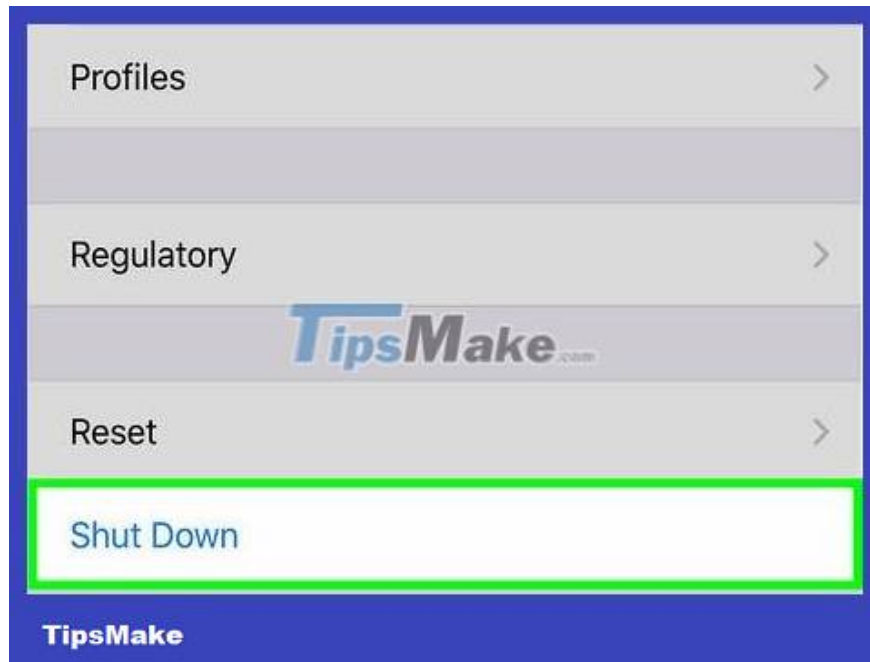 Profiles
Regulatory
TipsMake.com
Reset
Shut Down
TipsMake